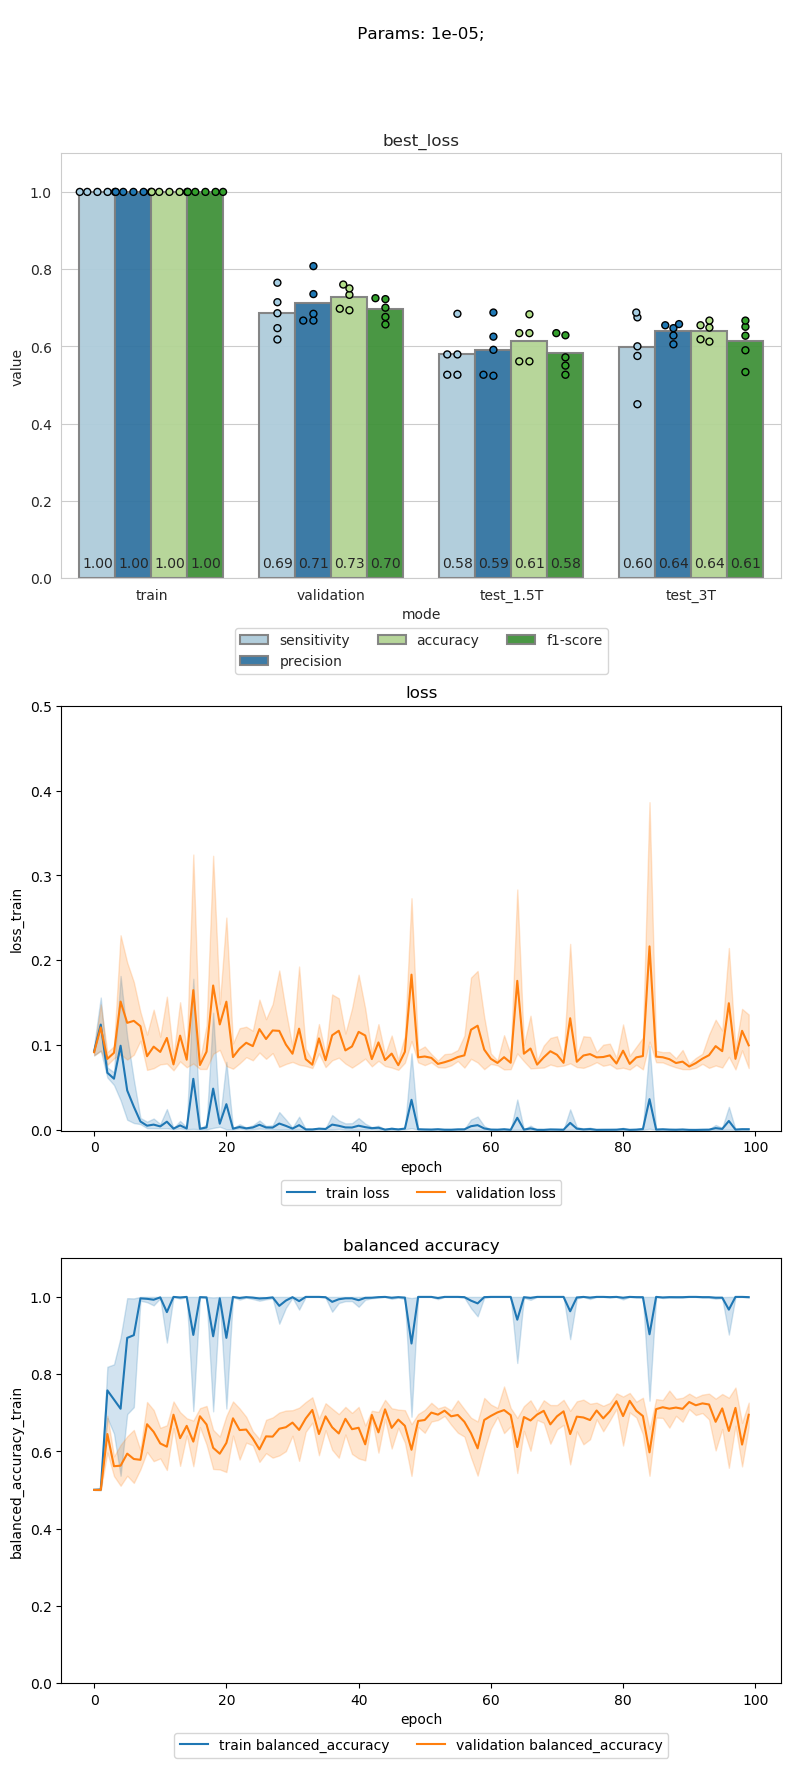 Params: 1e-05;
best_loss
1.0
0.8
0.6
0.4
0.2
0.0
value
1.00 1.00 1.00 1.00 0.69 0.71 0.73 0.70 0.58 0.59 0.61 0.58 0.60 0.64 0.64 0.61
train validation test_1.5T test_3T
mode
sensitivity accuracy f1-score
precision
loss
0.5
0.4
0.3
0.2
0.1
0.0
loss_train
0 20 40 60 80 100
epoch
train loss validation loss
balanced accuracy
1.0
0.8
0.6
0.4
0.2
0.0
balanced_accuracy_train
0 20 40 60 80 100
epoch
train balanced_accuracy validation balanced_accuracy